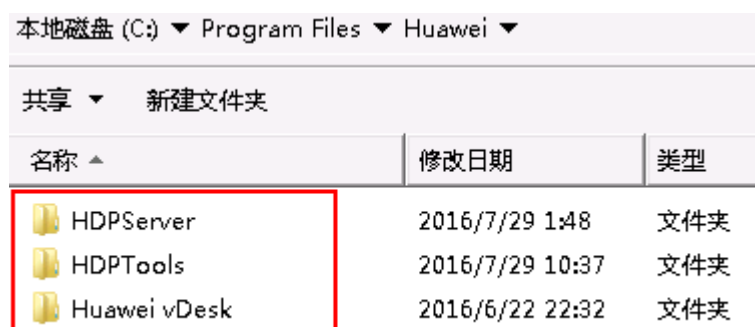 本地磁盘 (C:) ▼ Program Files ▼ Huawei ▼
共享 ▼ 新建文件夹
名称 ▲ 修改日期 类型
HDPServer 2016/7/29 1:48 文件夹
HDPTools 2016/7/29 10:37 文件夹
Huawei vDesk 2016/6/22 22:32 文件夹